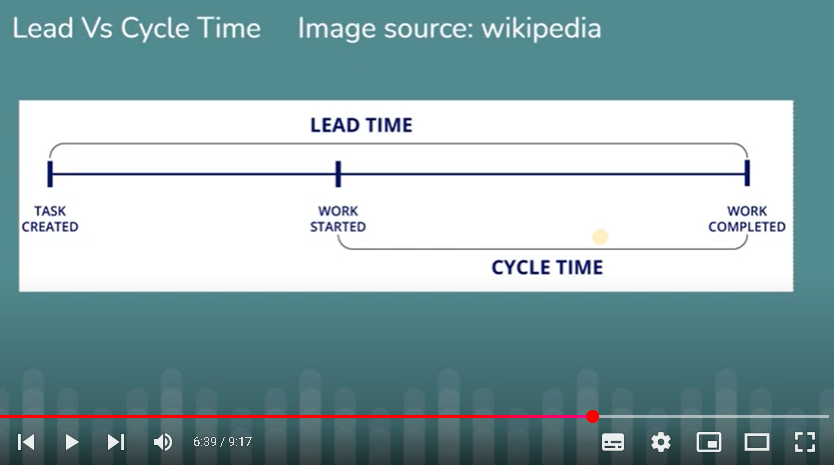 Lead Vs Cycle Time Image source: wikipedia
LEAD TIME
TASK
CREATED
WORK
STARTED
WORK
COMPLETED
CYCLE TIME
6:39 / 9:17